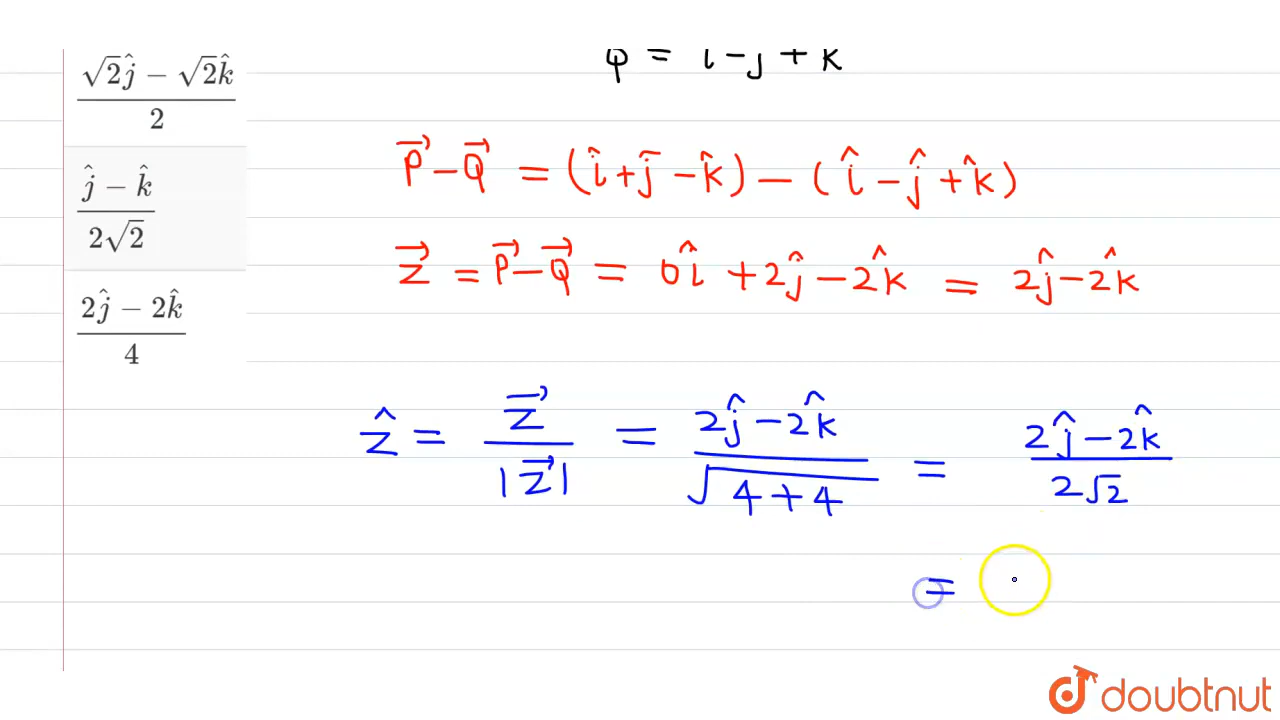 Q = i - j + k
√2ĵ − √2k̂
2
P⃗ − Q⃗ = (î + j̄ − k̂) − (î − ĵ + k̂)
ĵ − k̂
2√2
Z⃗ = P⃗ − Q⃗ = 0î + 2ĵ − 2k̂ = 2ĵ − 2k̂
2ĵ − 2k̂
4
ẑ = Z⃗ / |Z⃗| = 2ĵ − 2k̂ / √4+4 = 2ĵ − 2k̂ / 2√2
=
doubtnut